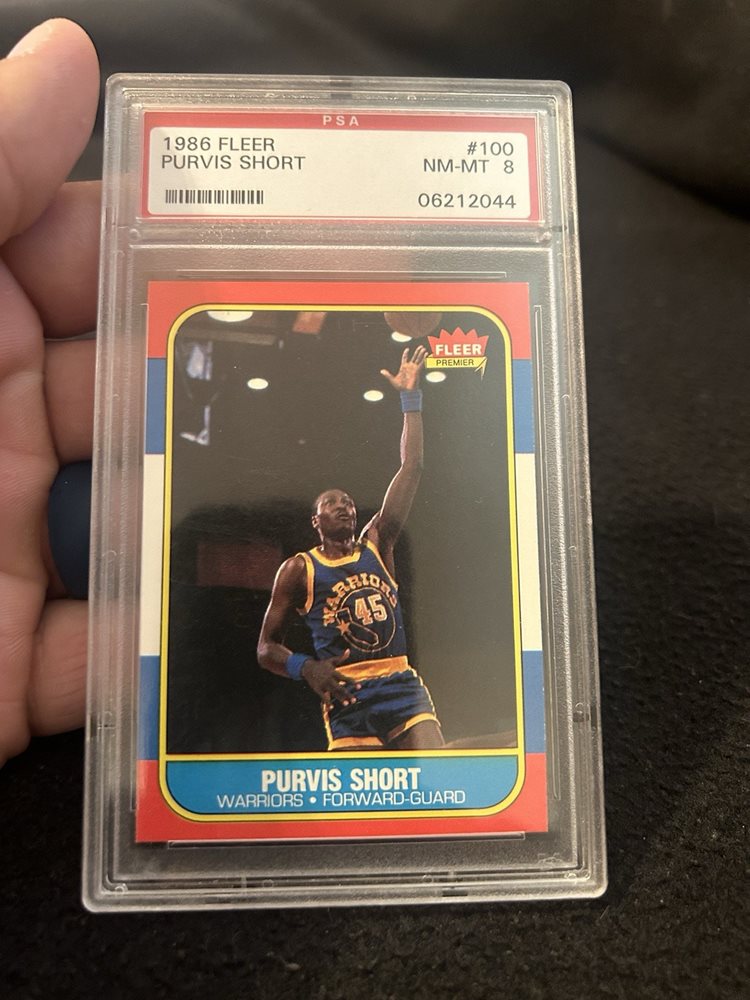 PSA
1986 FLEER #100
PURVIS SHORT NM-MT 8
06212044
FLEER
PREMIER
WARRIORS
45
PURVIS SHORT
WARRIORS • FORWARD-GUARD